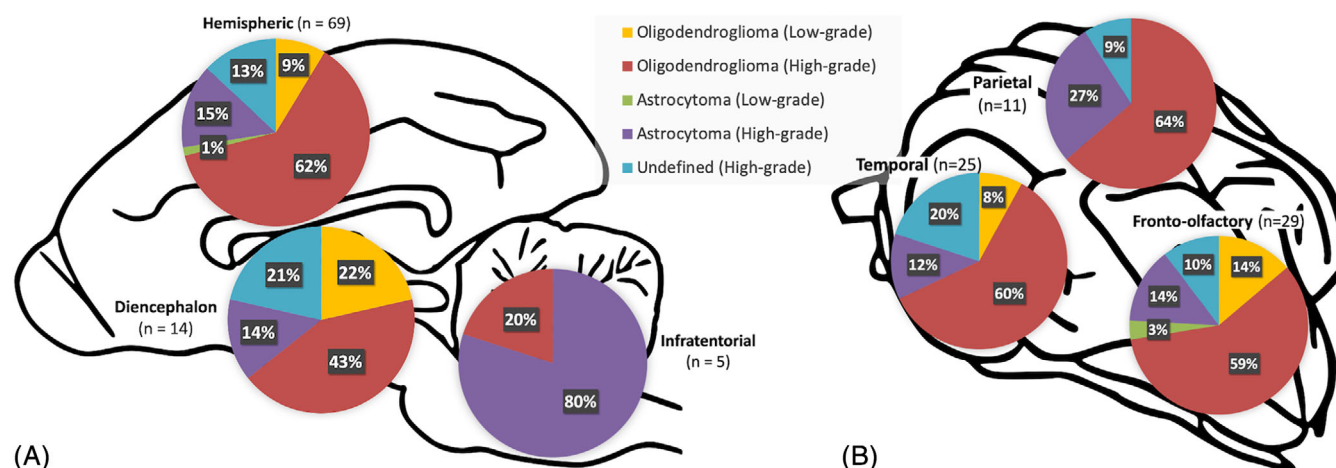 Hemispheric (n = 69)
9%
62%
1%
15%
13%
Diencephalon
(n = 14)
22%
43%
14%
21%
Infratentorial
(n = 5)
20%
80%
(A)
Oligodendroglioma (Low-grade)
Oligodendroglioma (High-grade)
Astrocytoma (Low-grade)
Astrocytoma (High-grade)
Undefined (High-grade)
Parietal
(n=11)
9%
27%
64%
Temporal (n=25)
8%
20%
12%
60%
Fronto-olfactory (n=29)
10%
14%
14%
3%
59%
(B)